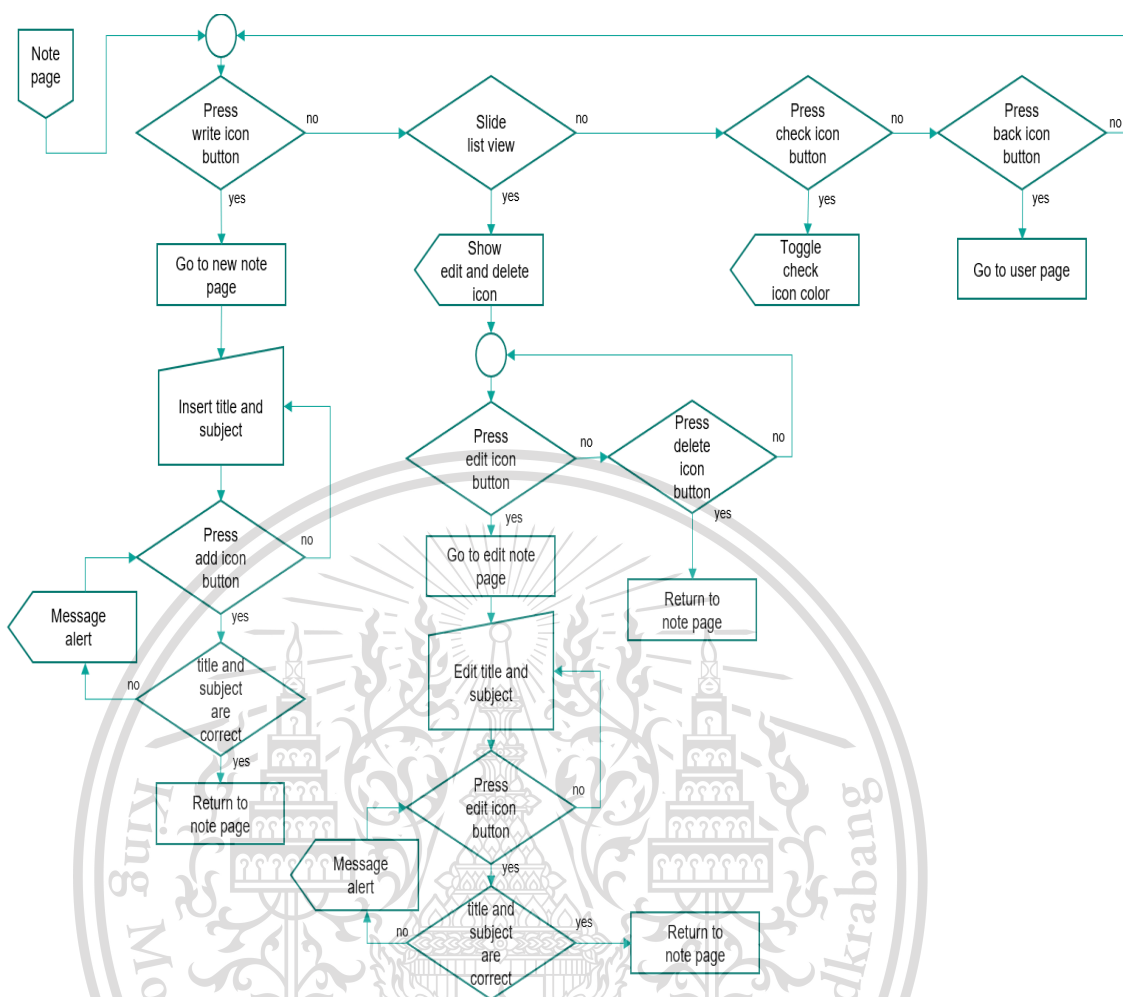 Note
page
Press
write icon
button
no
yes
Slide
list view
no
yes
Press
check icon
button
no
yes
Press
back icon
button
no
yes
Go to new note
page
Show
edit and delete
icon
Toggle
check
icon color
Go to user page
Insert title and
subject
Press
edit icon
button
no
yes
Press
delete
icon
button
no
yes
Press
add icon
button
no
yes
Go to edit note
page
Return to
note page
Message
alert
title and
subject
are
correct
no
yes
Edit title and
subject
Return to
note page
Press
edit icon
button
no
yes
Message
alert
title and
subject
are
correct
no
yes
Return to
note page
King Mo
dkrabang